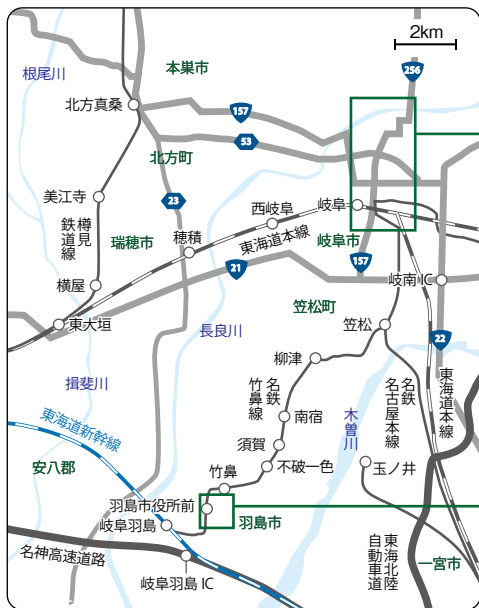 2km
根尾川
本巣市
256
北方真桑
157
53
北方町
美江寺
23
西岐阜
岐阜
樽見
鉄道線
瑞穂市
穂積
東海道本線
岐阜市
21
157
岐南IC
横屋
笠松町
東大垣
長良川
笠松
22
柳津
揖斐川
名鉄
竹鼻線
名鉄
名古屋本線
東海道本線
南宿
木曽川
東海道新幹線
須賀
安八郡
不破一色
玉ノ井
竹鼻
羽島市役所前
羽島市
岐阜羽島
名神高速道路
東海北陸
自動車道
一宮市
岐阜羽島IC